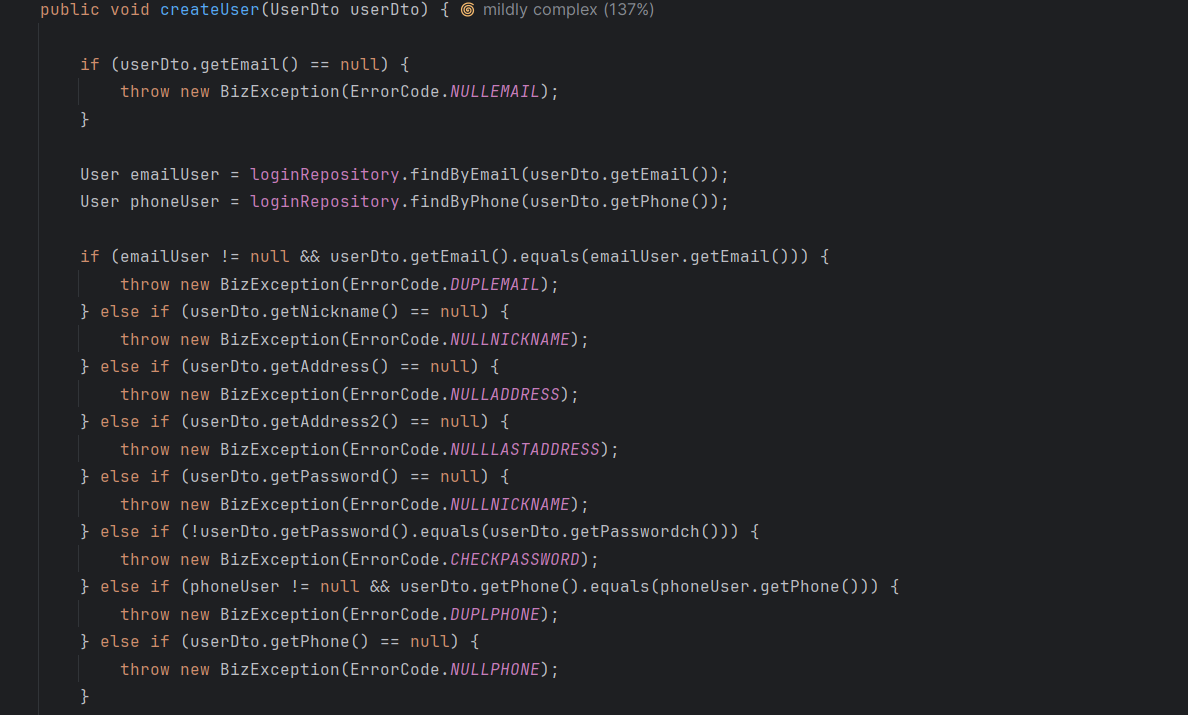 public void createUser(UserDto userDto) { mildly complex (137%)
if (userDto.getEmail() == null) {
throw new BizException(ErrorCode.NULLEMAIL);
}
User emailUser = loginRepository.findByEmail(userDto.getEmail());
User phoneUser = loginRepository.findByPhone(userDto.getPhone());
if (emailUser != null && userDto.getEmail().equals(emailUser.getEmail())) {
throw new BizException(ErrorCode.DUPLEMAIL);
} else if (userDto.getNickname() == null) {
throw new BizException(ErrorCode.NULLNICKNAME);
} else if (userDto.getAddress() == null) {
throw new BizException(ErrorCode.NULLADDRESS);
} else if (userDto.getAddress2() == null) {
throw new BizException(ErrorCode.NULLLASTADDRESS);
} else if (userDto.getPassword() == null) {
throw new BizException(ErrorCode.NULLNICKNAME);
} else if (!userDto.getPassword().equals(userDto.getPasswordch())) {
throw new BizException(ErrorCode.CHECKPASSWORD);
} else if (phoneUser != null && userDto.getPhone().equals(phoneUser.getPhone())) {
throw new BizException(ErrorCode.DUPLPHONE);
} else if (userDto.getPhone() == null) {
throw new BizException(ErrorCode.NULLPHONE);
}